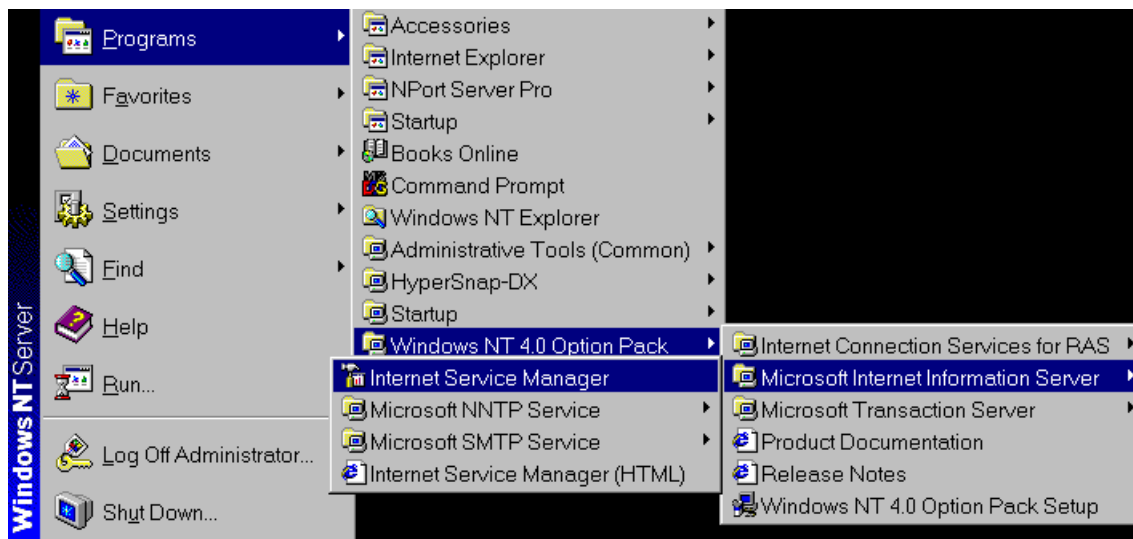 Windows NT Server
Programs
Favorites
Documents
Settings
Find
Help
Run...
Log Off Administrator...
Shut Down...
Accessories
Internet Explorer
NPort Server Pro
Startup
Books Online
Command Prompt
Windows NT Explorer
Administrative Tools (Common)
HyperSnap-DX
Startup
Windows NT 4.0 Option Pack
Internet Connection Services for RAS
Microsoft Internet Information Server
Microsoft Transaction Server
Product Documentation
Release Notes
Windows NT 4.0 Option Pack Setup
Internet Service Manager
Microsoft NNTP Service
Microsoft SMTP Service
Internet Service Manager (HTML)